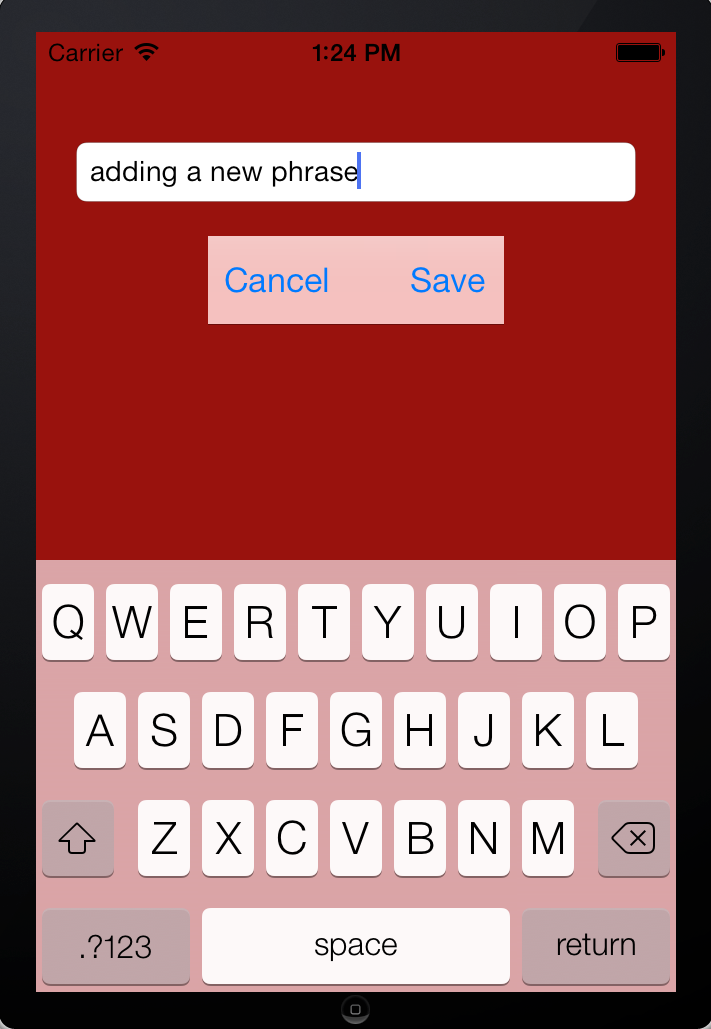 Carrier 1:24 PM
adding a new phrase
Cancel Save
Q W E R T Y U I O P
A S D F G H J K L
Z X C V B N M
.?123 space return